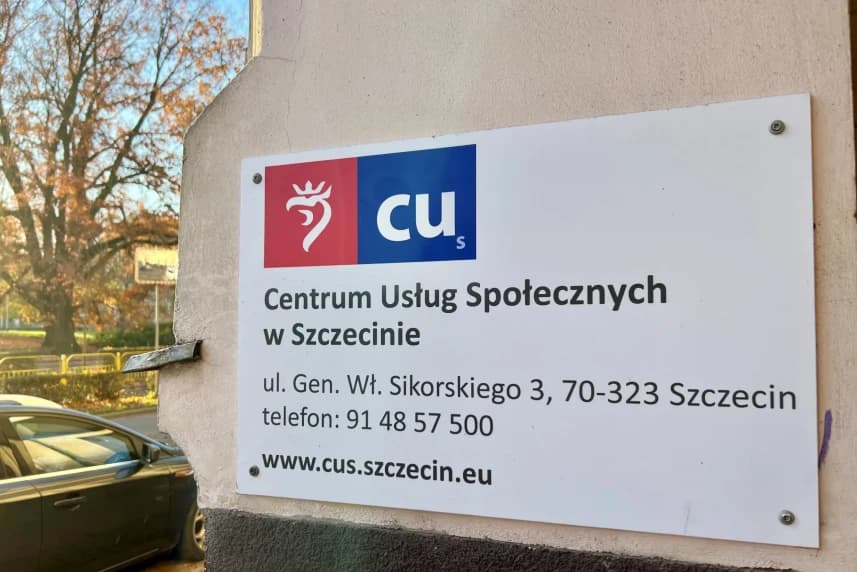 cu
s
Centrum Usług Społecznych
w Szczecinie
ul. Gen. Wł. Sikorskiego 3, 70-323 Szczecin
telefon: 91 48 57 500
www.cus.szczecin.eu